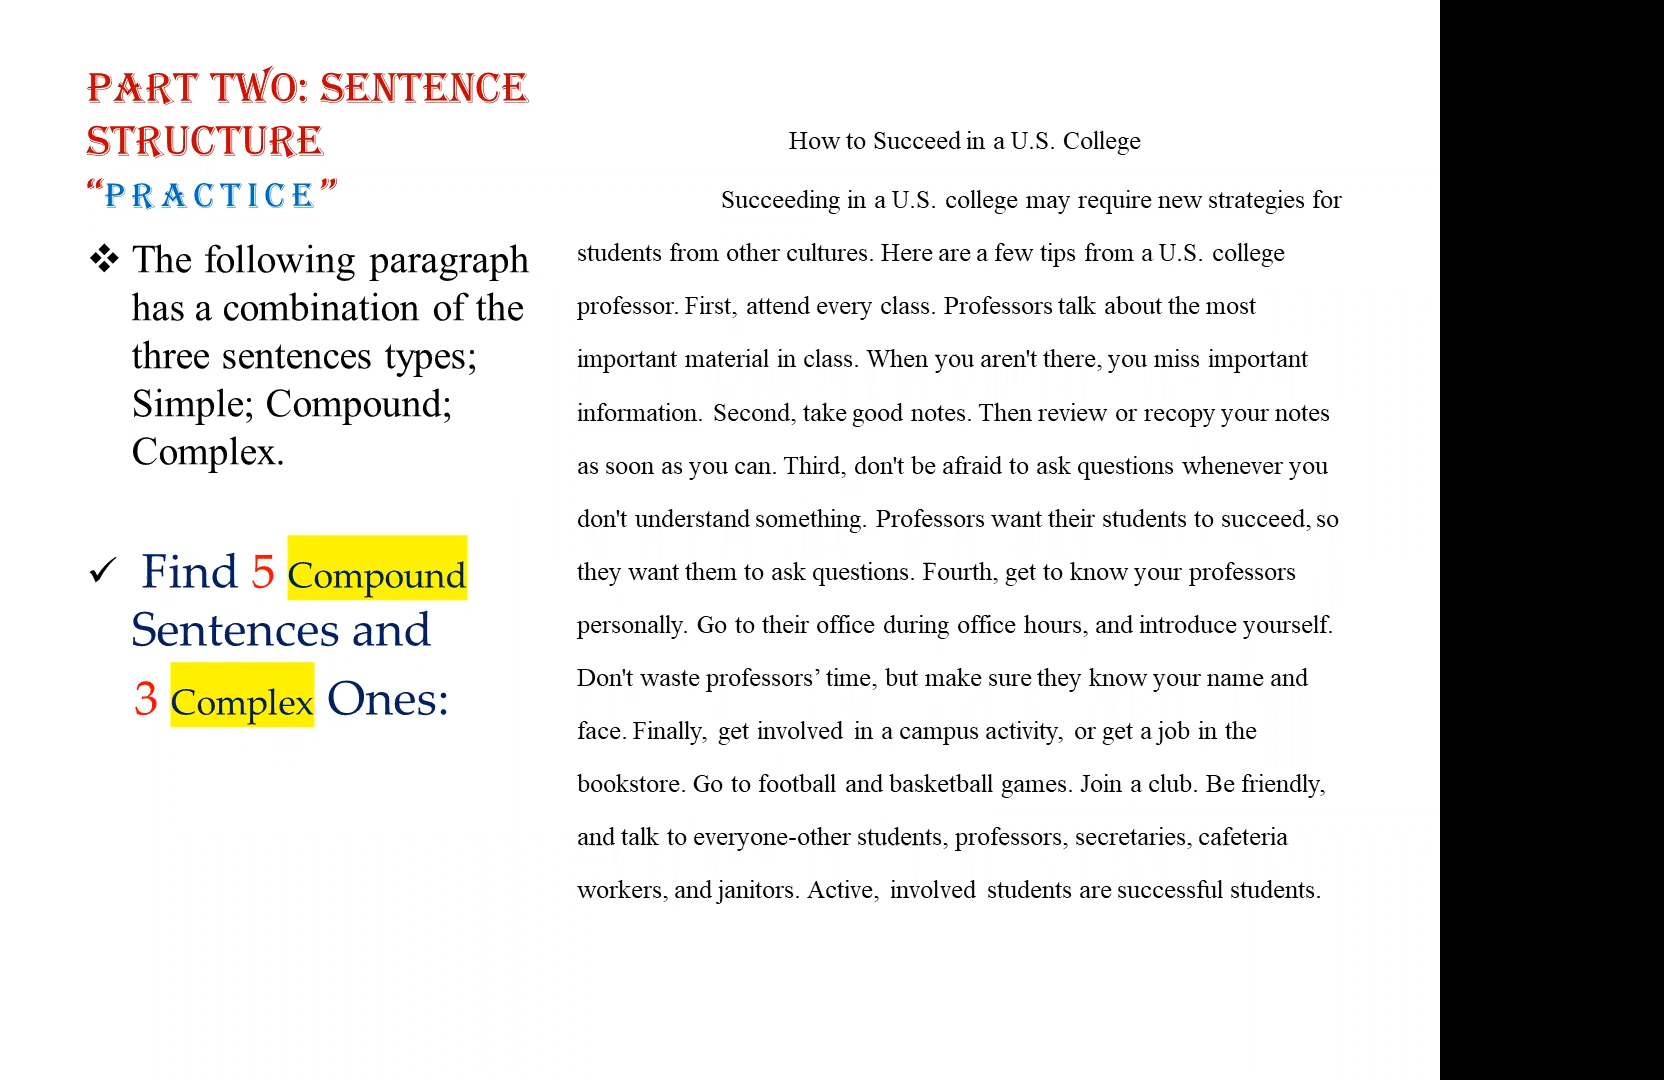 PART TWO: SENTENCE
STRUCTURE
“PRACTICE”
❖ The following paragraph
has a combination of the
three sentences types;
Simple; Compound;
Complex.
✓ Find 5 Compound
Sentences and
3 Complex Ones:
How to Succeed in a U.S. College
Succeeding in a U.S. college may require new strategies for
students from other cultures. Here are a few tips from a U.S. college
professor. First, attend every class. Professors talk about the most
important material in class. When you aren't there, you miss important
information. Second, take good notes. Then review or recopy your notes
as soon as you can. Third, don't be afraid to ask questions whenever you
don't understand something. Professors want their students to succeed, so
they want them to ask questions. Fourth, get to know your professors
personally. Go to their office during office hours, and introduce yourself.
Don't waste professors’ time, but make sure they know your name and
face. Finally, get involved in a campus activity, or get a job in the
bookstore. Go to football and basketball games. Join a club. Be friendly,
and talk to everyone-other students, professors, secretaries, cafeteria
workers, and janitors. Active, involved students are successful students.